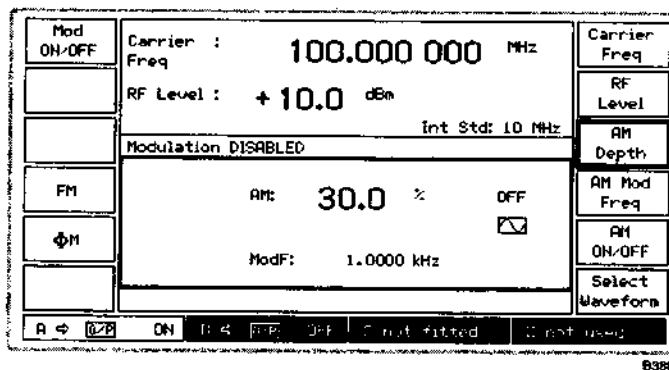 Mod
ON/OFF
FM
ΦM
Carrier :
Freq
100.000 000 MHz
RF Level : +10.0 dBm
Int Std: 10 MHz
Modulation DISABLED
AM: 30.0 % OFF
ModF: 1.0000 kHz
Carrier
Freq
RF
Level
AM
Depth
AM Mod
Freq
AM
ON/OFF
Select
Waveform
A ⇨ O/P ON
OFF
C not fitted
not used